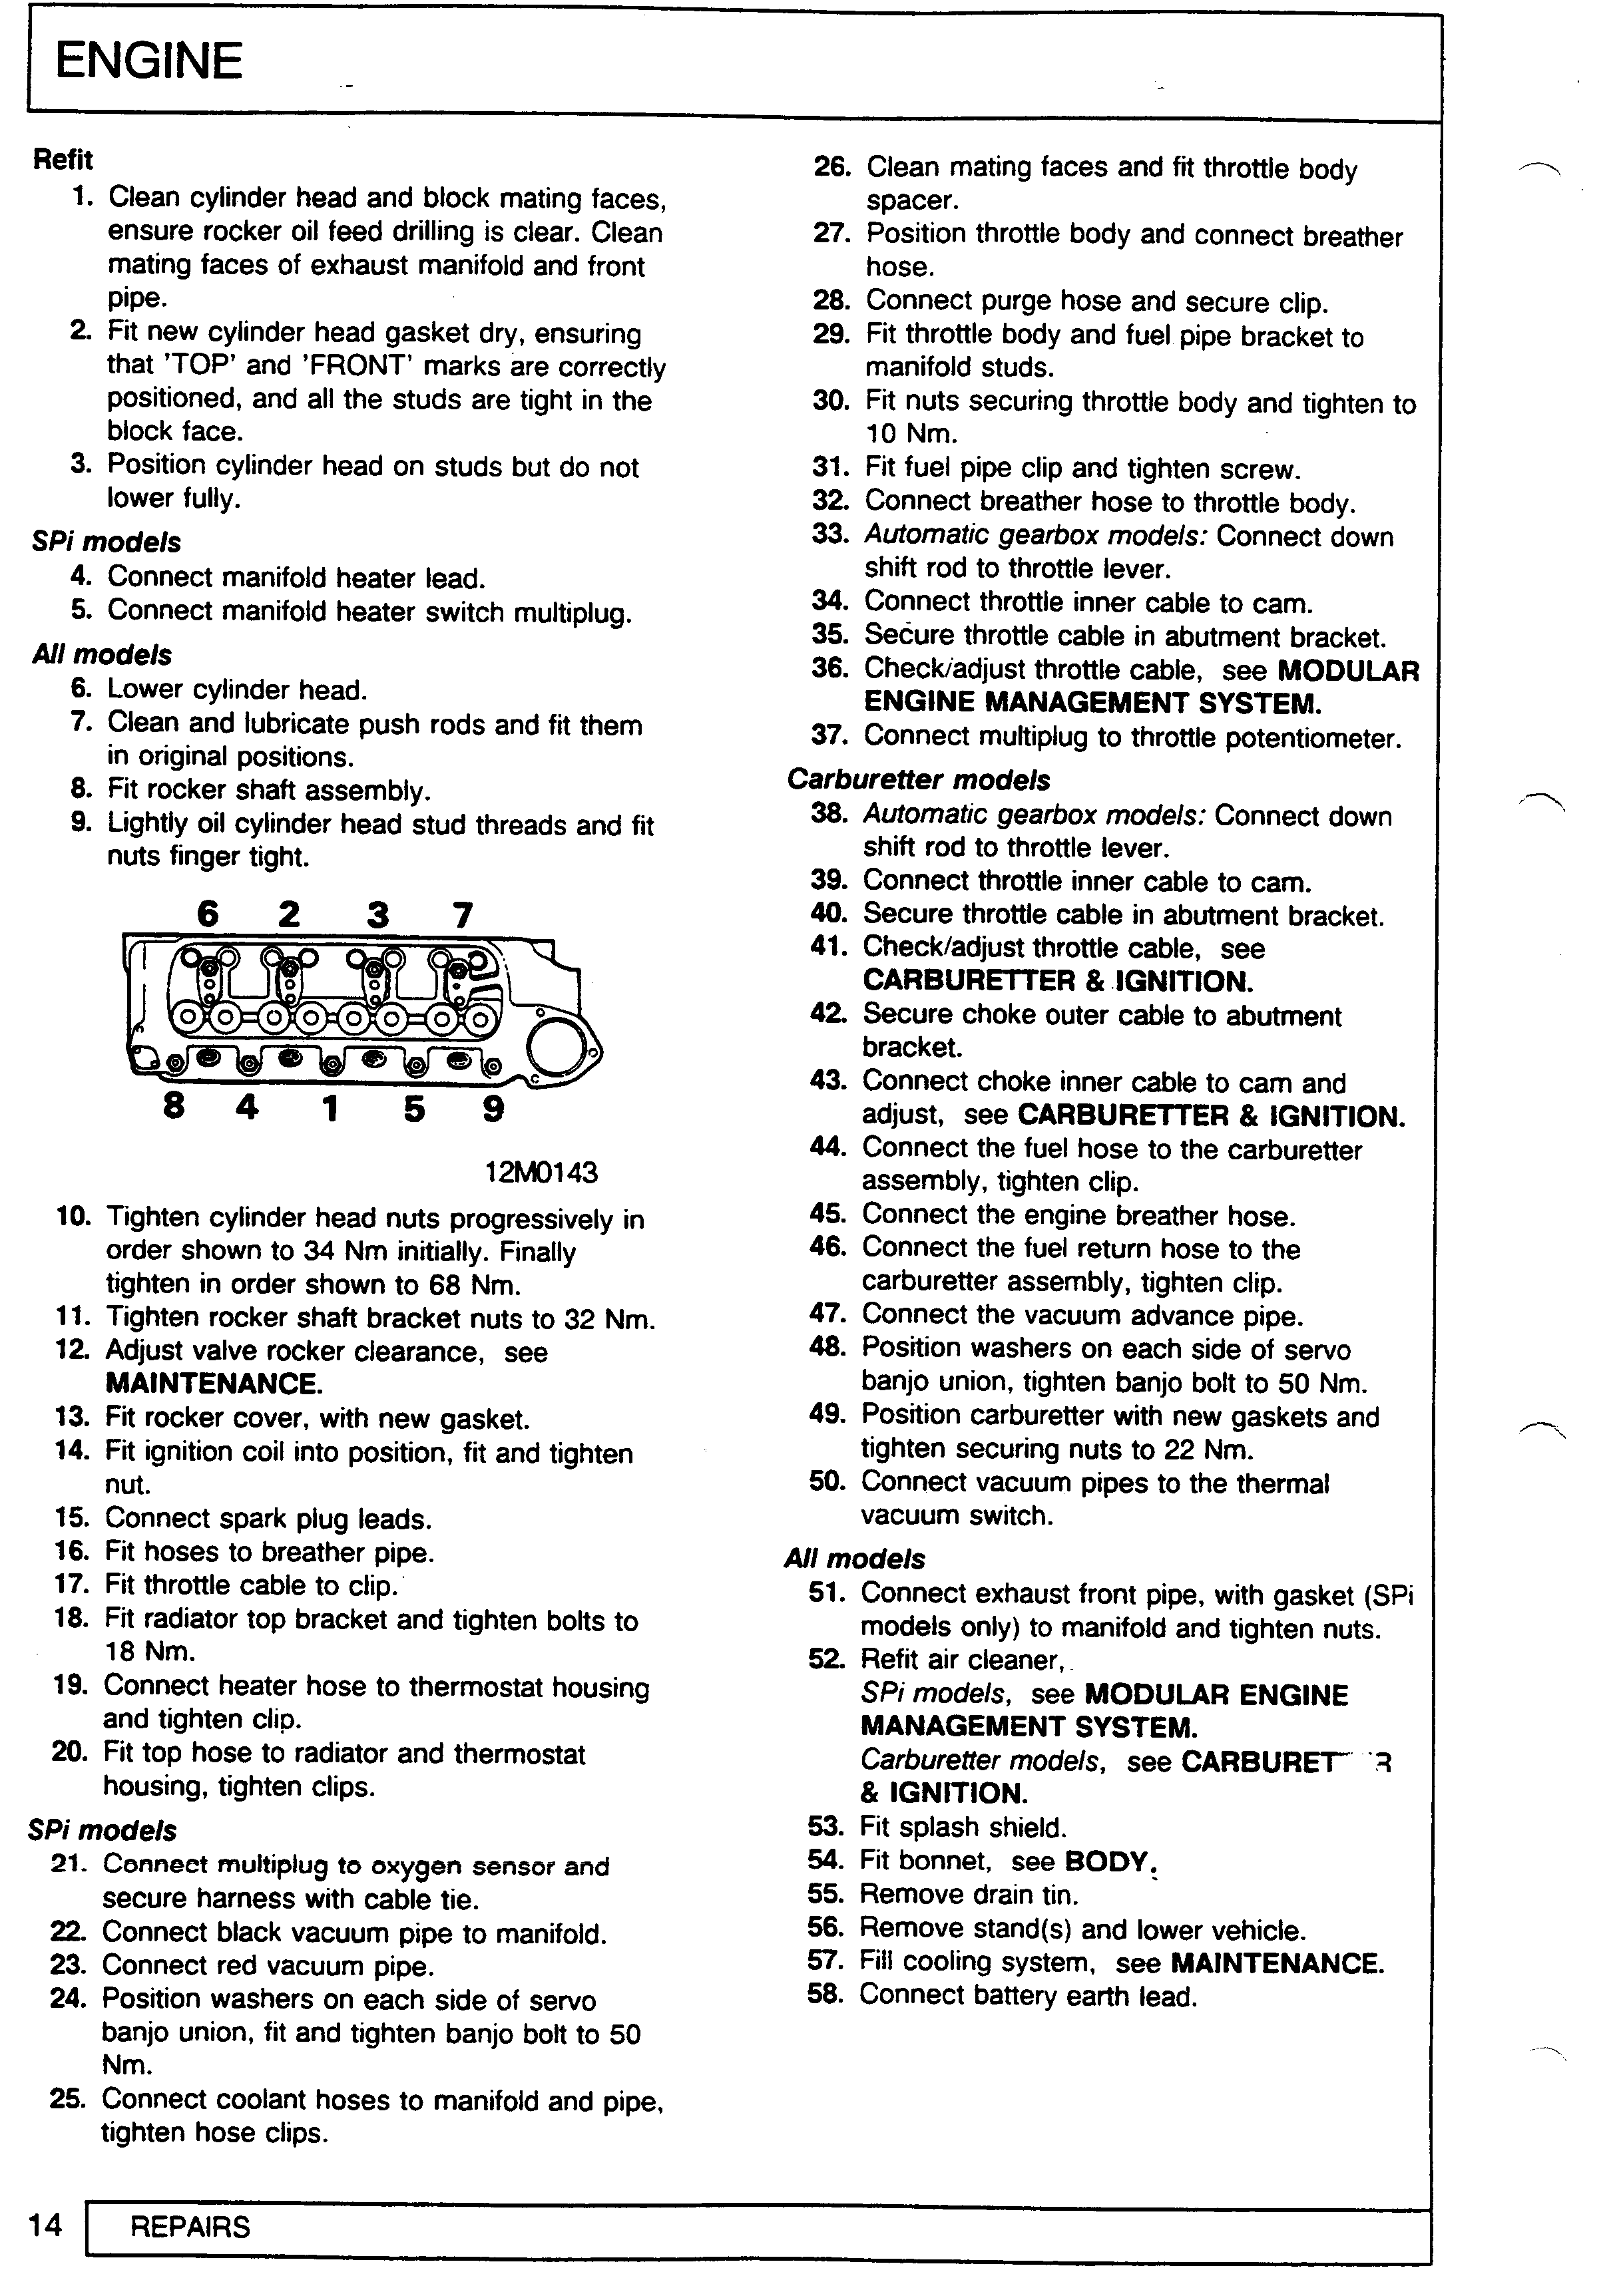 ENGINE
Refit
1. Clean cylinder head and block mating faces,
ensure rocker oil feed drilling is clear. Clean
mating faces of exhaust manifold and front
pipe.
2. Fit new cylinder head gasket dry, ensuring
that 'TOP' and 'FRONT' marks are correctly
positioned, and all the studs are tight in the
block face.
3. Position cylinder head on studs but do not
lower fully.
SPi models
4. Connect manifold heater lead.
5. Connect manifold heater switch multiplug.
All models
6. Lower cylinder head.
7. Clean and lubricate push rods and fit them
in original positions.
8. Fit rocker shaft assembly.
9. Lightly oil cylinder head stud threads and fit
nuts finger tight.
6 2 3 7
8 4 1 5 9
12M0143
10. Tighten cylinder head nuts progressively in
order shown to 34 Nm initially. Finally
tighten in order shown to 68 Nm.
11. Tighten rocker shaft bracket nuts to 32 Nm.
12. Adjust valve rocker clearance, see
MAINTENANCE.
13. Fit rocker cover, with new gasket.
14. Fit ignition coil into position, fit and tighten
nut.
15. Connect spark plug leads.
16. Fit hoses to breather pipe.
17. Fit throttle cable to clip.
18. Fit radiator top bracket and tighten bolts to
18 Nm.
19. Connect heater hose to thermostat housing
and tighten clip.
20. Fit top hose to radiator and thermostat
housing, tighten clips.
SPi models
21. Connect multiplug to oxygen sensor and
secure harness with cable tie.
22. Connect black vacuum pipe to manifold.
23. Connect red vacuum pipe.
24. Position washers on each side of servo
banjo union, fit and tighten banjo bolt to 50
Nm.
25. Connect coolant hoses to manifold and pipe,
tighten hose clips.
26. Clean mating faces and fit throttle body
spacer.
27. Position throttle body and connect breather
hose.
28. Connect purge hose and secure clip.
29. Fit throttle body and fuel pipe bracket to
manifold studs.
30. Fit nuts securing throttle body and tighten to
10 Nm.
31. Fit fuel pipe clip and tighten screw.
32. Connect breather hose to throttle body.
33. Automatic gearbox models: Connect down
shift rod to throttle lever.
34. Connect throttle inner cable to cam.
35. Secure throttle cable in abutment bracket.
36. Check/adjust throttle cable, see MODULAR
ENGINE MANAGEMENT SYSTEM.
37. Connect multiplug to throttle potentiometer.
Carburetter models
38. Automatic gearbox models: Connect down
shift rod to throttle lever.
39. Connect throttle inner cable to cam.
40. Secure throttle cable in abutment bracket.
41. Check/adjust throttle cable, see
CARBURETTER & IGNITION.
42. Secure choke outer cable to abutment
bracket.
43. Connect choke inner cable to cam and
adjust, see CARBURETTER & IGNITION.
44. Connect the fuel hose to the carburetter
assembly, tighten clip.
45. Connect the engine breather hose.
46. Connect the fuel return hose to the
carburetter assembly, tighten clip.
47. Connect the vacuum advance pipe.
48. Position washers on each side of servo
banjo union, tighten banjo bolt to 50 Nm.
49. Position carburetter with new gaskets and
tighten securing nuts to 22 Nm.
50. Connect vacuum pipes to the thermal
vacuum switch.
All models
51. Connect exhaust front pipe, with gasket (SPi
models only) to manifold and tighten nuts.
52. Refit air cleaner,
SPi models, see MODULAR ENGINE
MANAGEMENT SYSTEM.
Carburetter models, see
& IGNITION.
53. Fit splash shield.
54. Fit bonnet, see BODY.
55. Remove drain tin.
56. Remove stand(s) and lower vehicle.
57. Fill cooling system, see MAINTENANCE.
58. Connect battery earth lead.
14 REPAIRS